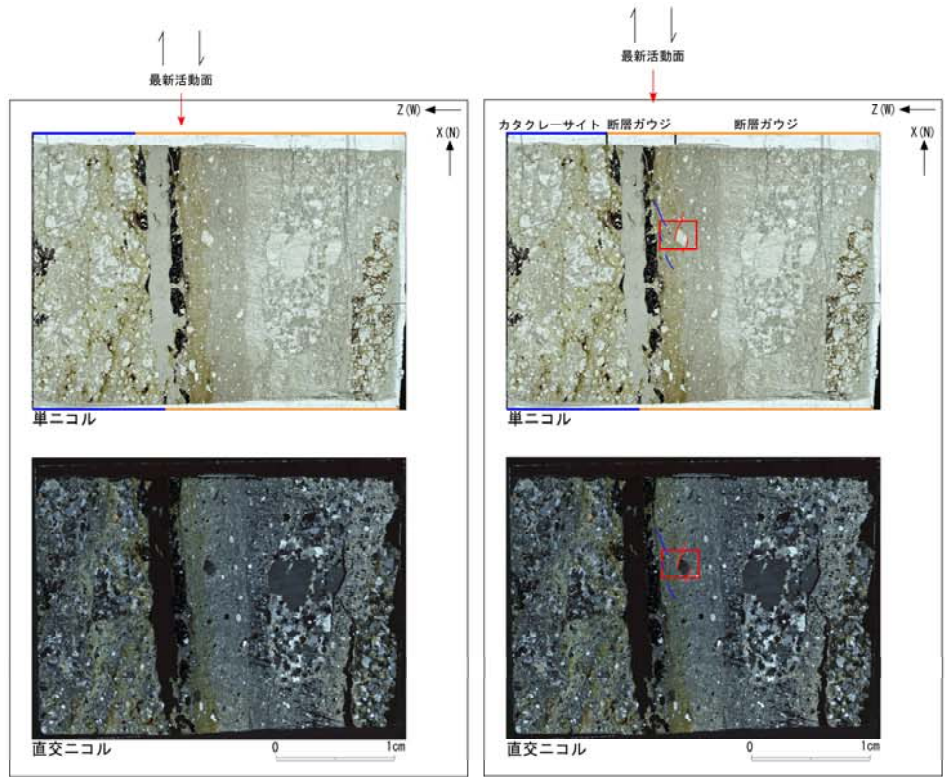 最新活動面
Z(W)
X(N)
単ニコル
直交ニコル
0 1cm
最新活動面
Z(W)
X(N)
カタクレーサイト 断層ガウジ 断層ガウジ
単ニコル
直交ニコル
0 1cm